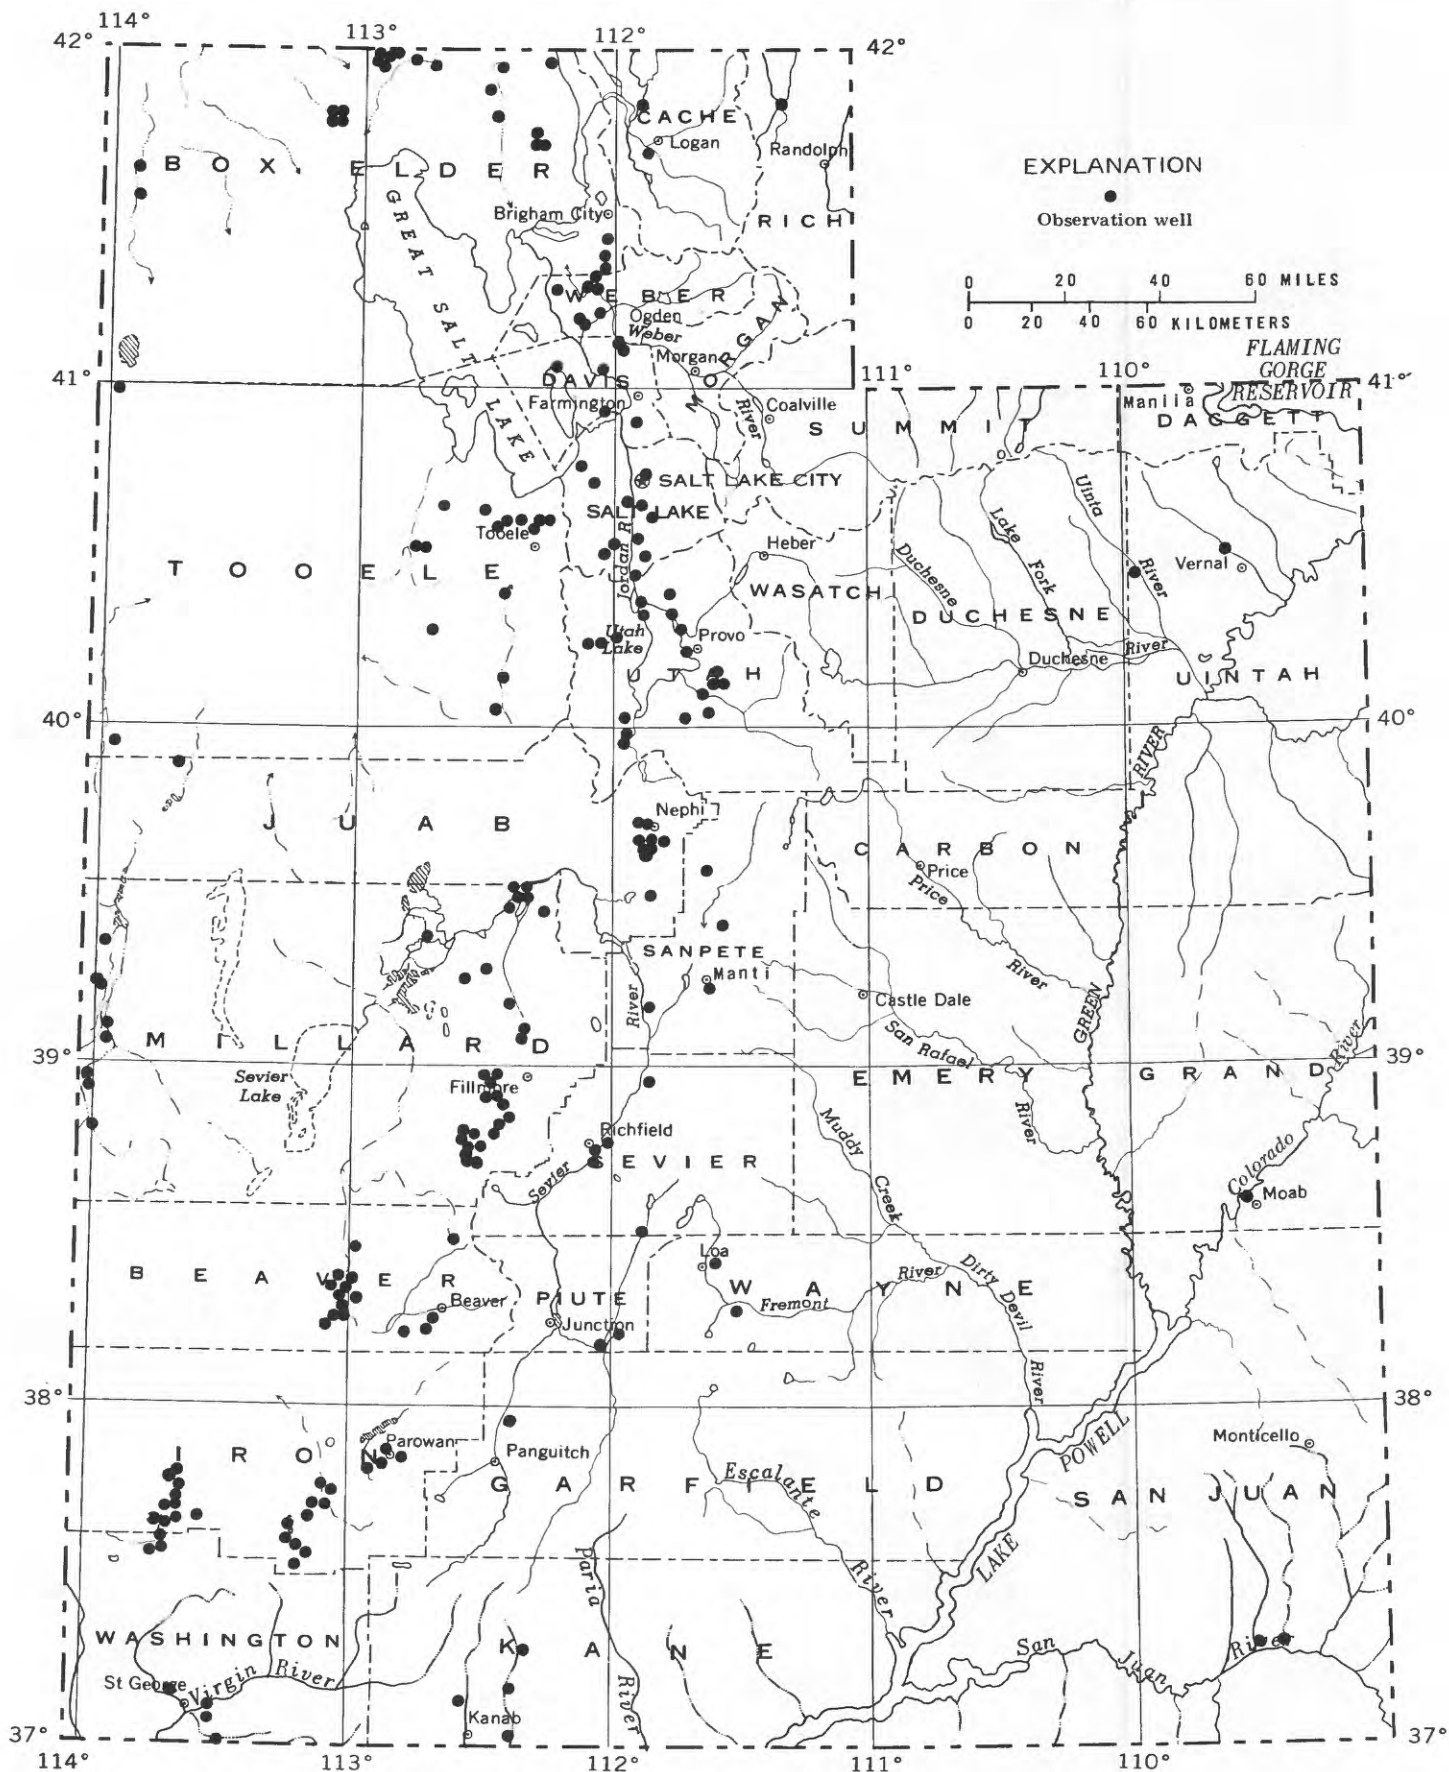 114°
113°
112°
42°
42°
CACHE
Logan
Randolph
EXPLANATION
Observation well
BOX ELDER
Brigham City
RICH
GREAT SALT LAKE
0 20 40 60 MILES
0 20 40 60 KILOMETERS
WEBER
Ogden
Weber
River
MORGAN
Morgan
FLAMING
GORGE
RESERVOIR
41°
111°
110°
41°
DAVIS
Farmington
Coalville
SUMMIT
Manila
DAGGETT
SALT LAKE CITY
SALT LAKE
Uinta
River
Tooele
Jordan R
Heber
Lake
Fork
Duchesne
River
Vernal
TOOELE
WASATCH
DUCHESNE
Utah
Lake
Provo
Duchesne
UTAH
UINTAH
40°
40°
GREEN
RIVER
JUAB
Nephi
CARBON
Price
Price
River
SANPETE
Manti
Castle Dale
River
MILLARD
San Rafael
River
39°
39°
Sevier
Lake
Fillmore
EMERY
GRAND
River
Colorado
Richfield
Muddy
Creek
SEVIER
Sevier
Moab
Loa
BEAVER
Beaver
PIUTE
Junction
WAYNE
Fremont
River
Dirty
Devil
River
38°
38°
IRON
Parowan
Panguitch
POWELL
LAKE
Monticello
GARFIELD
Escalante
River
SAN JUAN
Paria
River
WASHINGTON
KANE
San
Juan
River
St George
Virgin River
Kanab
37°
37°
114°
113°
112°
111°
110°